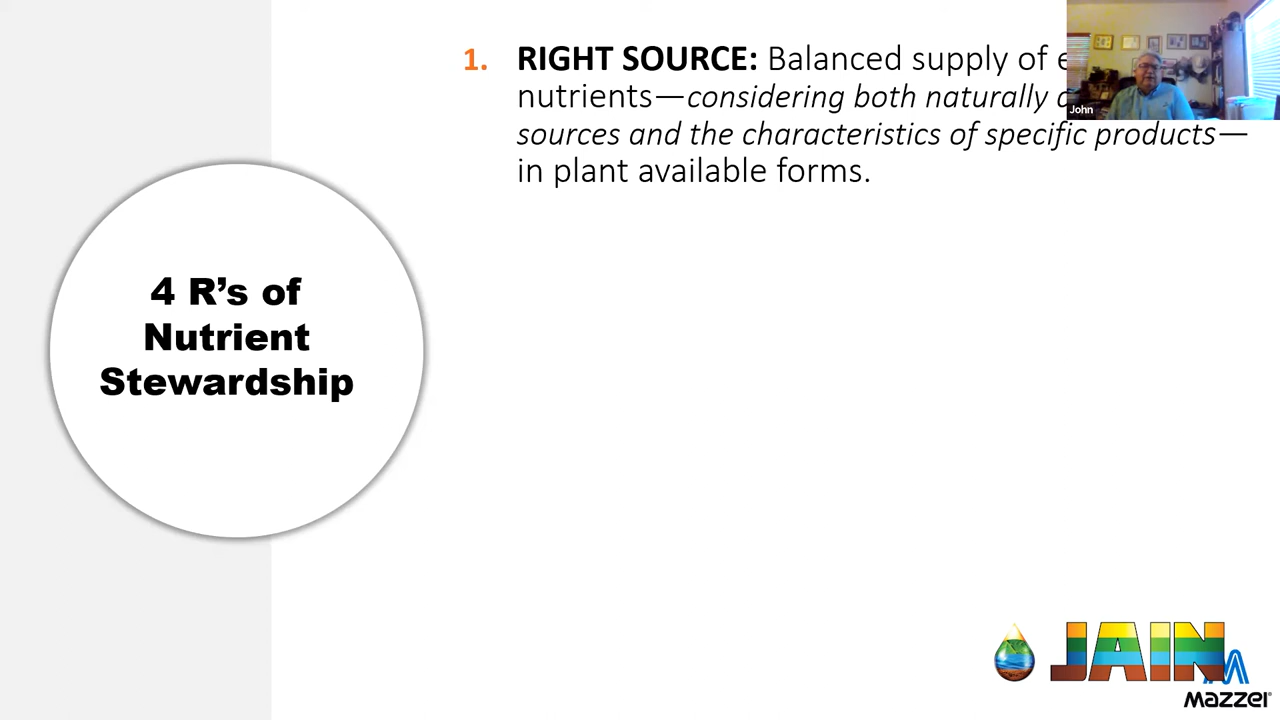 1. RIGHT SOURCE: Balanced supply of
nutrients—considering both naturally
sources and the characteristics of specific products—
in plant available forms.
John
4 R’s of
Nutrient
Stewardship
JAIN
Mazzei®